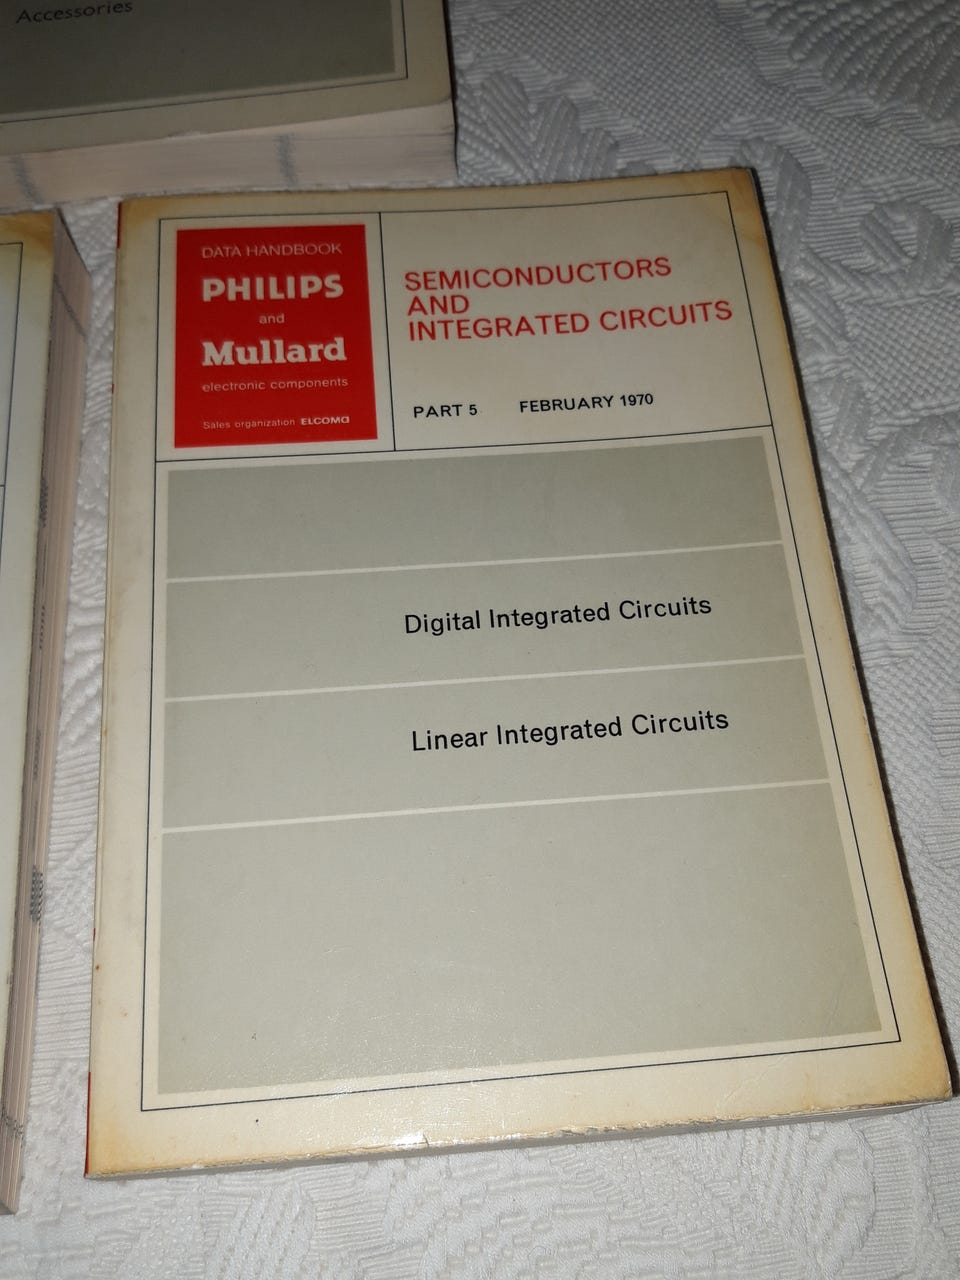 Accessories
DATA HANDBOOK
PHILIPS
and
Mullard
electronic components
Sales organization ELCOMA
SEMICONDUCTORS
AND
INTEGRATED CIRCUITS
PART 5 FEBRUARY 1970
Digital Integrated Circuits
Linear Integrated Circuits